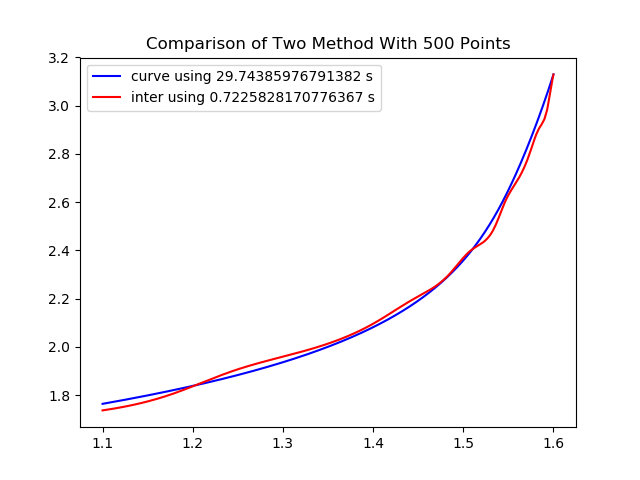 Comparison of Two Method With 500 Points
3.2
curve using 29.74385976791382 s
inter using 0.7225828170776367 s
3.0
2.8
2.6
2.4
2.2
2.0
1.8
1.1 1.2 1.3 1.4 1.5 1.6